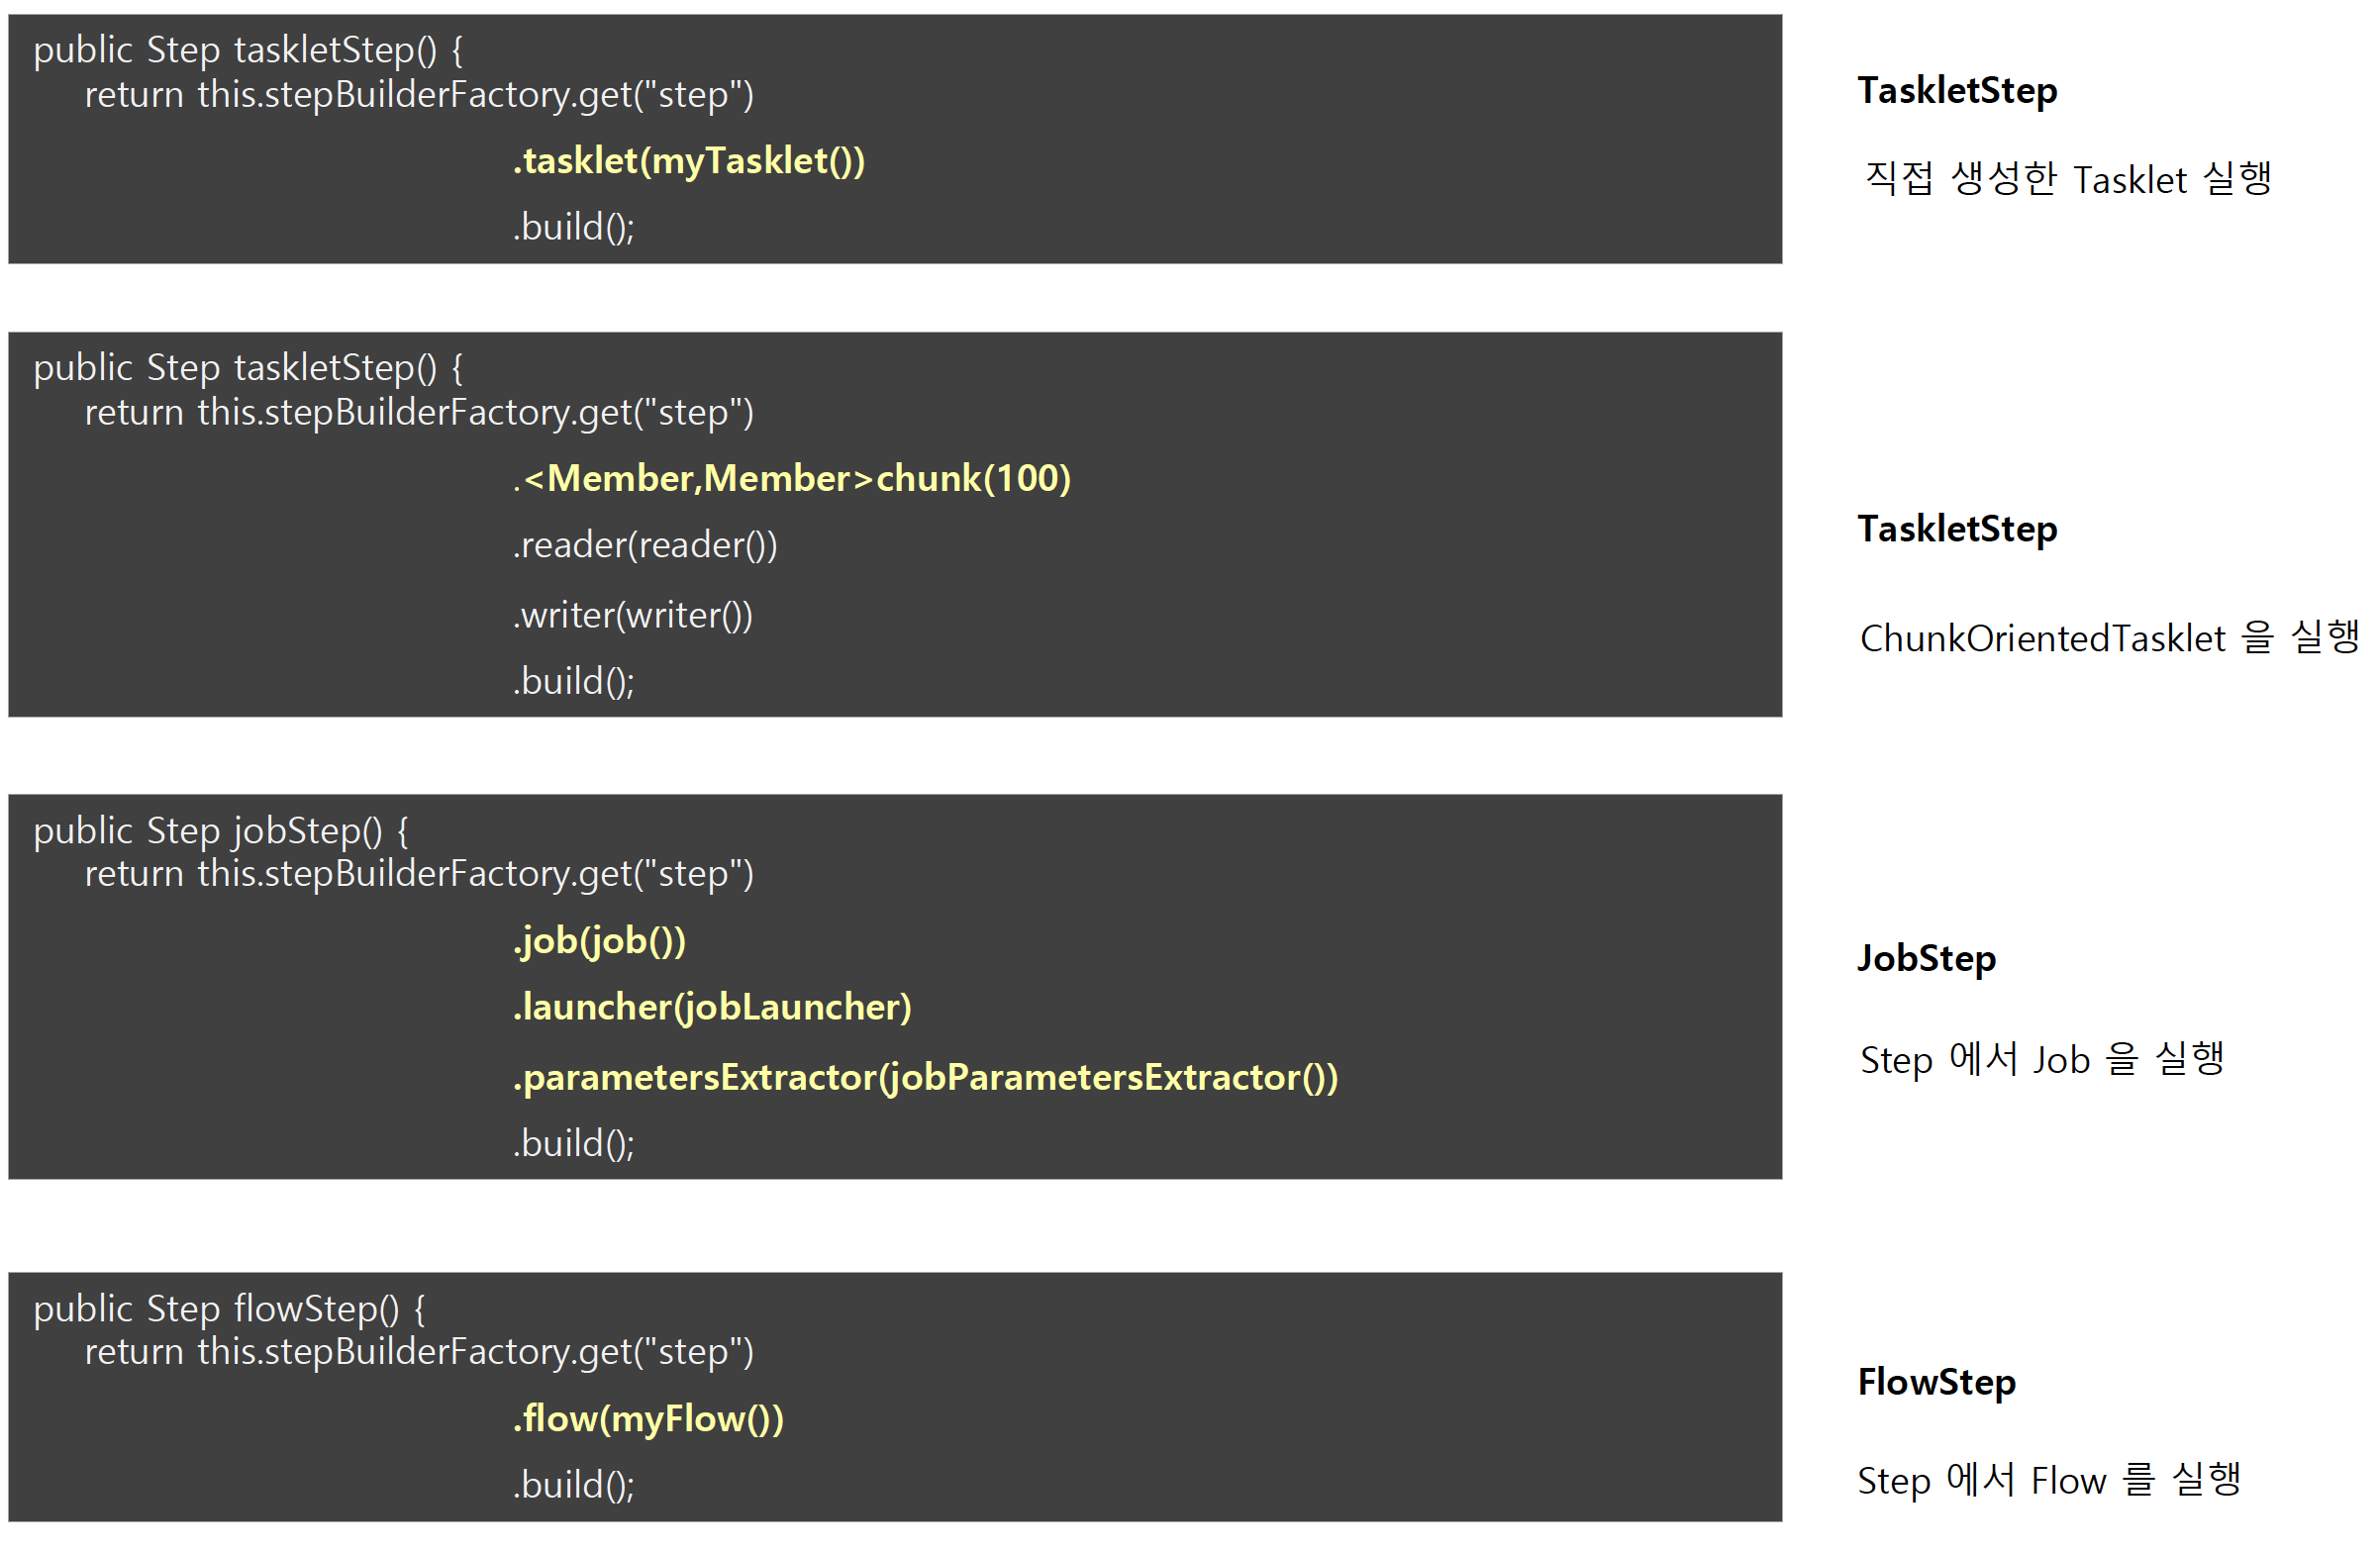 public Step taskletStep() {
return this.stepBuilderFactory.get("step")
.tasklet(myTasklet())
.build();
TaskletStep
직접 생성한 Tasklet 실행
public Step taskletStep() {
return this.stepBuilderFactory.get("step")
.<Member,Member>chunk(100)
.reader(reader())
.writer(writer())
.build();
TaskletStep
ChunkOrientedTasklet 을 실행
public Step jobStep() {
return this.stepBuilderFactory.get("step")
.job(job())
.launcher(jobLauncher)
.parametersExtractor(jobParametersExtractor())
.build();
JobStep
Step 에서 Job 을 실행
public Step flowStep() {
return this.stepBuilderFactory.get("step")
.flow(myFlow())
.build();
FlowStep
Step 에서 Flow 를 실행